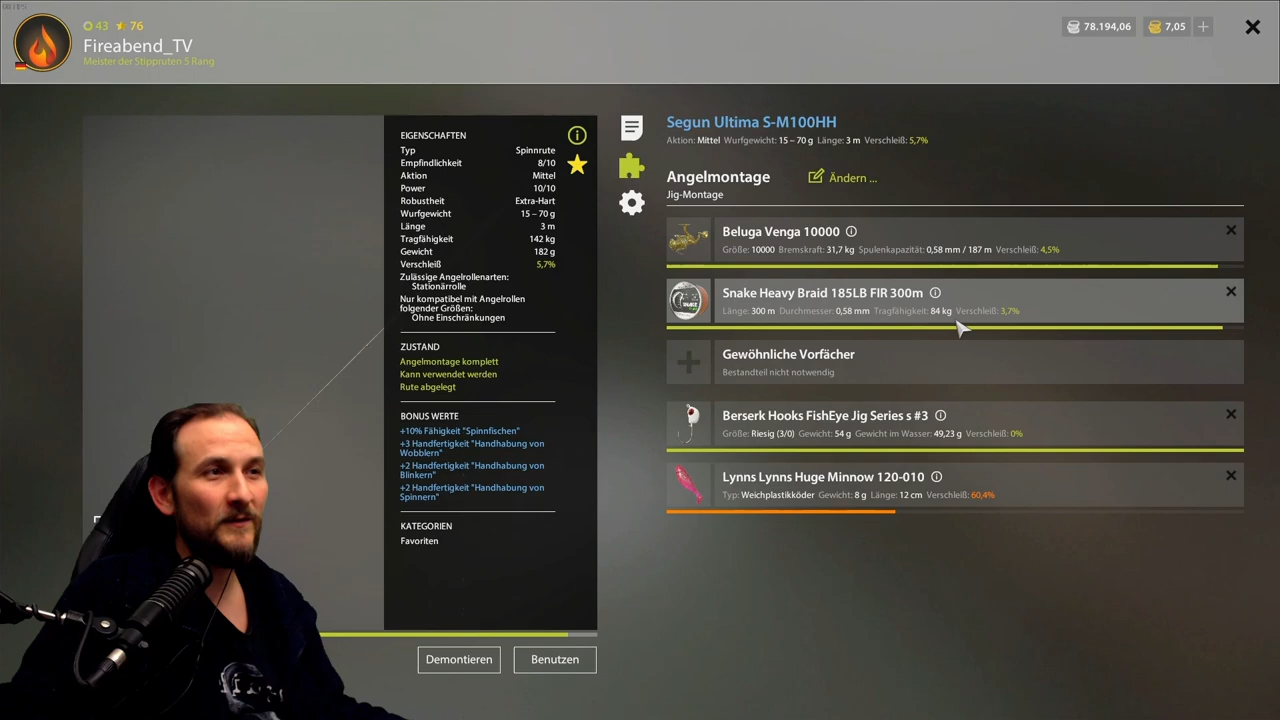 43 76
Fireabend_TV
Meister der Stippruten 5 Rang
78.194,06
7,05
EIGENSCHAFTEN
Typ Spinnrute
Empfindlichkeit 8/10
Aktion Mittel
Power 10/10
Robustheit Extra-Hart
Wurfgewicht 15 – 70 g
Länge 3 m
Tragfähigkeit 142 kg
Gewicht 182 g
Verschleiß 5,7%
Zulässige Angelrollenarten:
Stationärrolle
Nur kompatibel mit Angelrollen
folgender Größen:
Ohne Einschränkungen
ZUSTAND
Angelmontage komplett
Kann verwendet werden
Rute abgelegt
BONUS WERTE
+10% Fähigkeit "Spinnfischen"
+3 Handfertigkeit "Handhabung von
Wobblern"
+2 Handfertigkeit "Handhabung von
Blinkern"
+2 Handfertigkeit "Handhabung von
Spinnern"
KATEGORIEN
Favoriten
Demontieren
Benutzen
Segun Ultima S-M100HH
Aktion: Mittel Wurfgewicht: 15 – 70 g Länge: 3 m Verschleiß: 5,7%
Angelmontage
Ändern ...
Jig-Montage
Beluga Venga 10000
Größe: 10000 Bremskraft: 31,7 kg Spulenkapazität: 0,58 mm / 187 m Verschleiß: 4,5%
Snake Heavy Braid 185LB FIR 300m
Länge: 300 m Durchmesser: 0,58 mm Tragfähigkeit: 84 kg Verschleiß: 3,7%
Gewöhnliche Vorfächer
Bestandteil nicht notwendig
Berserk Hooks FishEye Jig Series s #3
Größe: Riesig (3/0) Gewicht: 54 g Gewicht im Wasser: 49,23 g Verschleiß: 0%
Lynns Lynns Huge Minnow 120-010
Typ: Weichplastikköder Gewicht: 8 g Länge: 12 cm Verschleiß: 60,4%